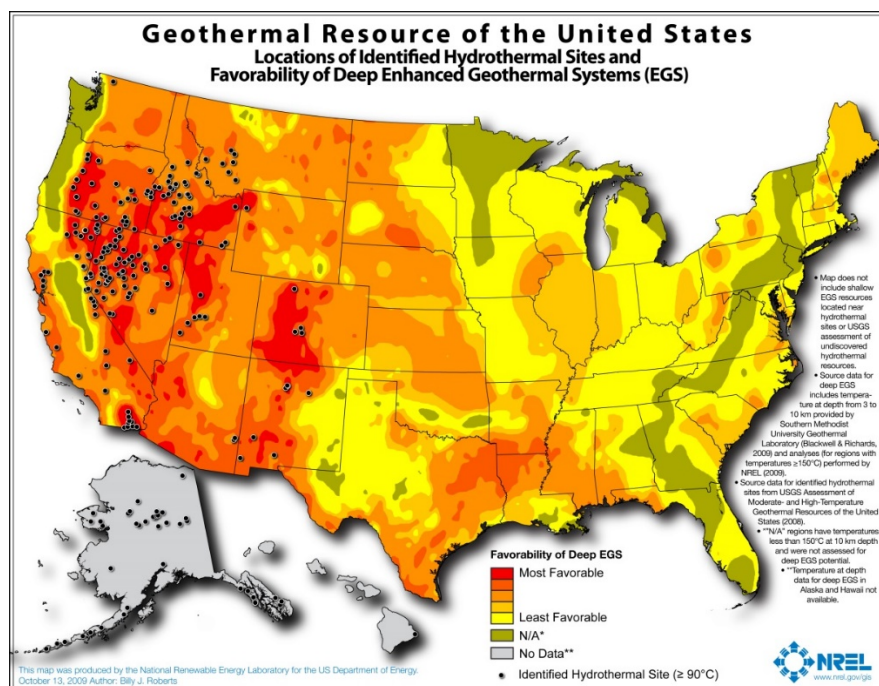 Geothermal Resource of the United States
Locations of Identified Hydrothermal Sites and
Favorability of Deep Enhanced Geothermal Systems (EGS)
• Map does not
include shallow
EGS resources
located near
hydrothermal
sites or USGS
assessment of
undiscovered
hydrothermal
resources.
• Source data for
deep EGS
includes tempera-
ture at depth from 3 to
10 km provided by
Southern Methodist
University Geothermal
Laboratory (Blackwell & Richards,
2009) and analyses (for regions with
temperatures ≥150°C) performed by
NREL (2009).
• Source data for identified hydrothermal
sites from USGS Assessment of
Moderate- and High-Temperature
Geothermal Resources of the United
States (2008).
• *"N/A" regions have temperatures
less than 150°C at 10 km depth
and were not assessed for
deep EGS potential.
• **Temperature at depth
data for deep EGS in
Alaska and Hawaii not
available.
Favorability of Deep EGS
Most Favorable
Least Favorable
N/A*
No Data**
Identified Hydrothermal Site (≥ 90°C)
This map was produced by the National Renewable Energy Laboratory for the US Department of Energy.
October 13, 2009 Author: Billy J. Roberts
NREL
www.nrel.gov/gis